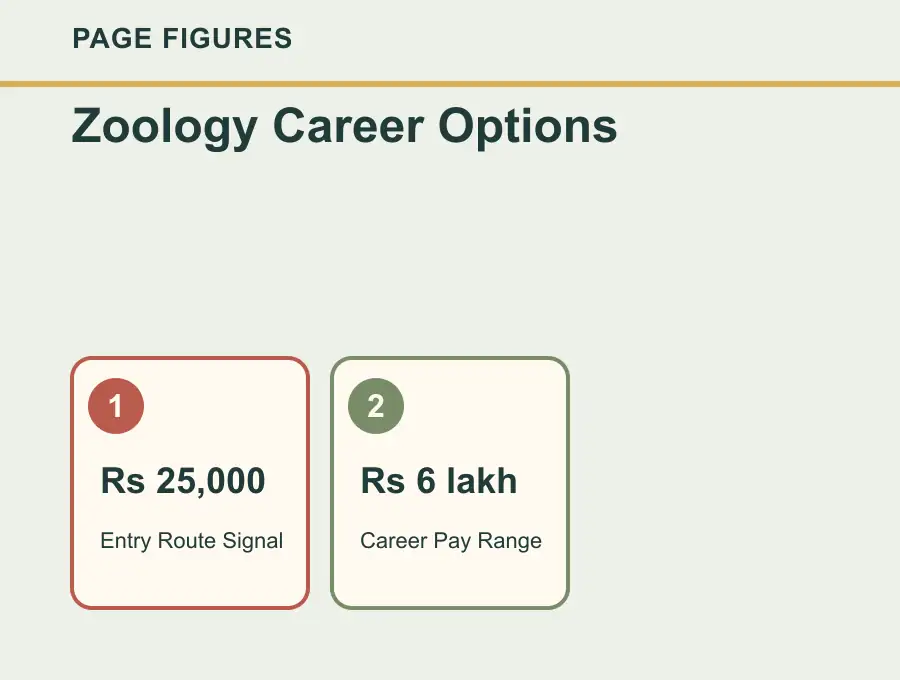 PAGE FIGURES
Zoology Career Options
1
Rs 25,000
Entry Route Signal
2
Rs 6 lakh
Career Pay Range